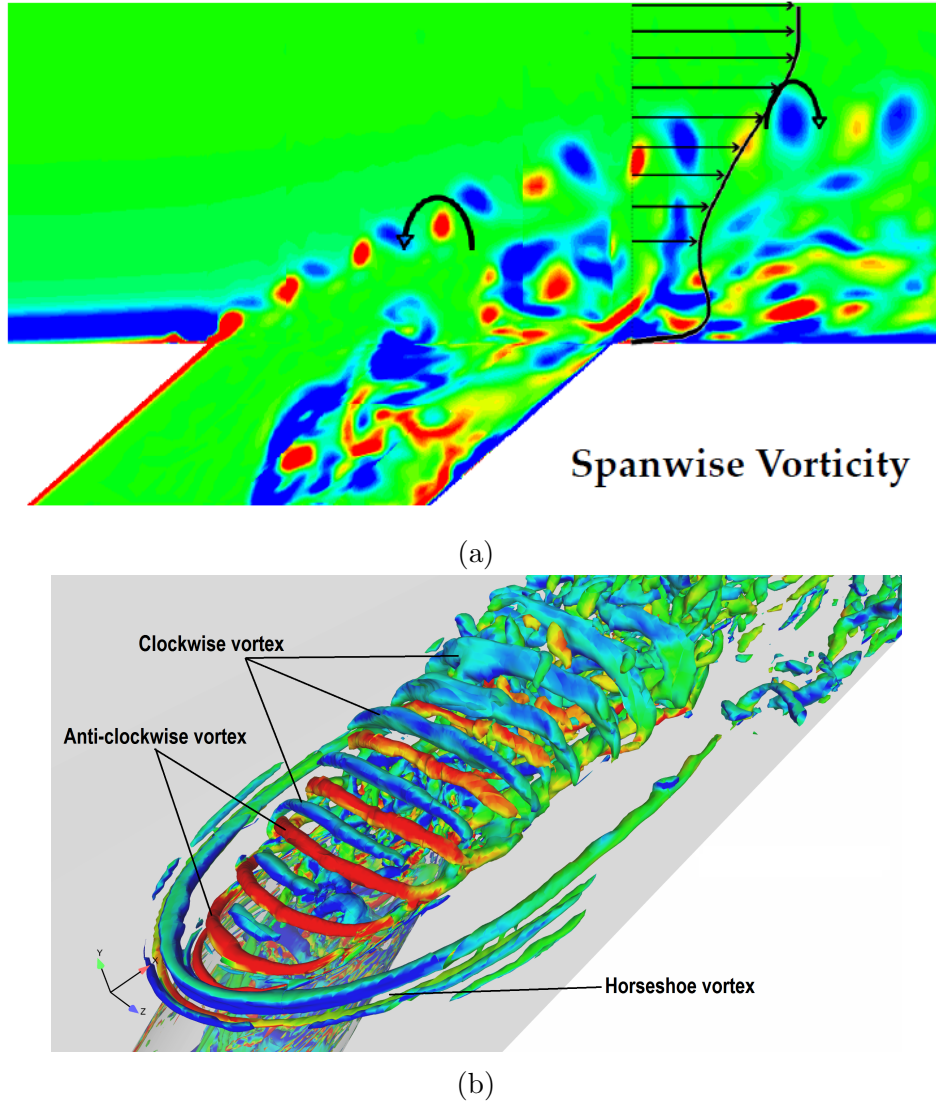 Spanwise Vorticity
(a)
Clockwise vortex
Anti-clockwise vortex
Y
X
Z
Horseshoe vortex
(b)